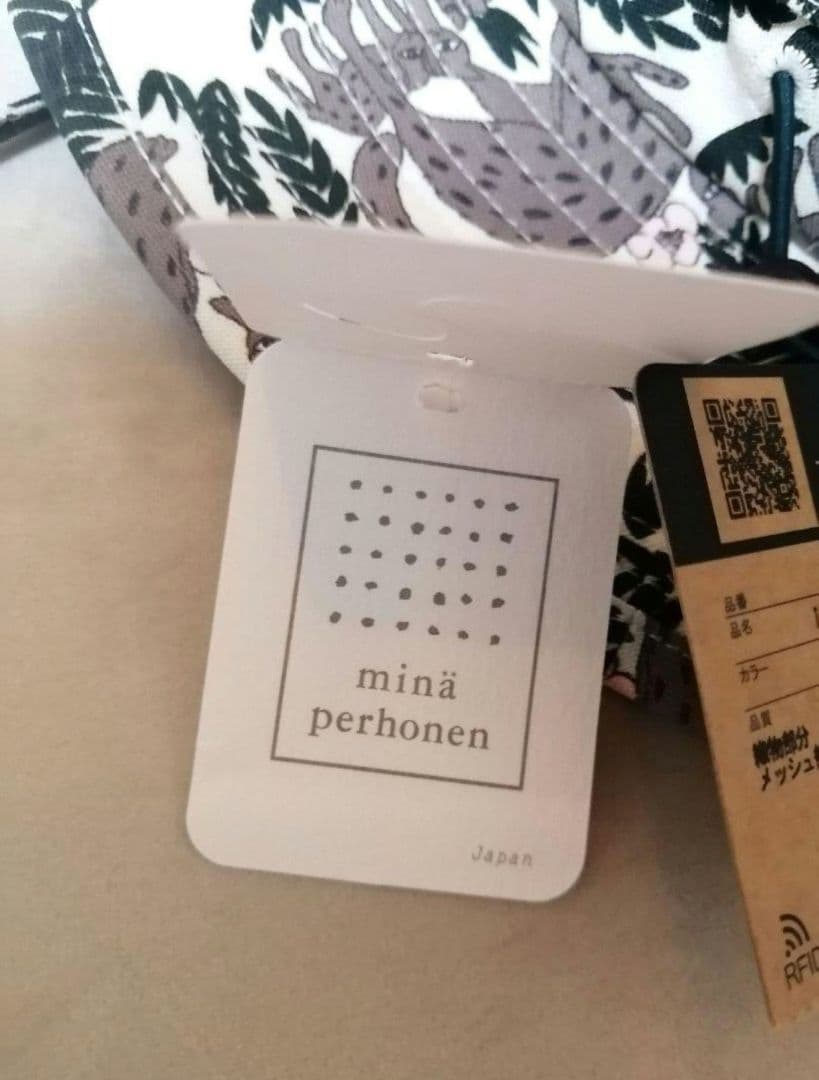 minä
perhonen
Japan
品番
品名
カラー
品質
織物部分
メッシュ
RFID